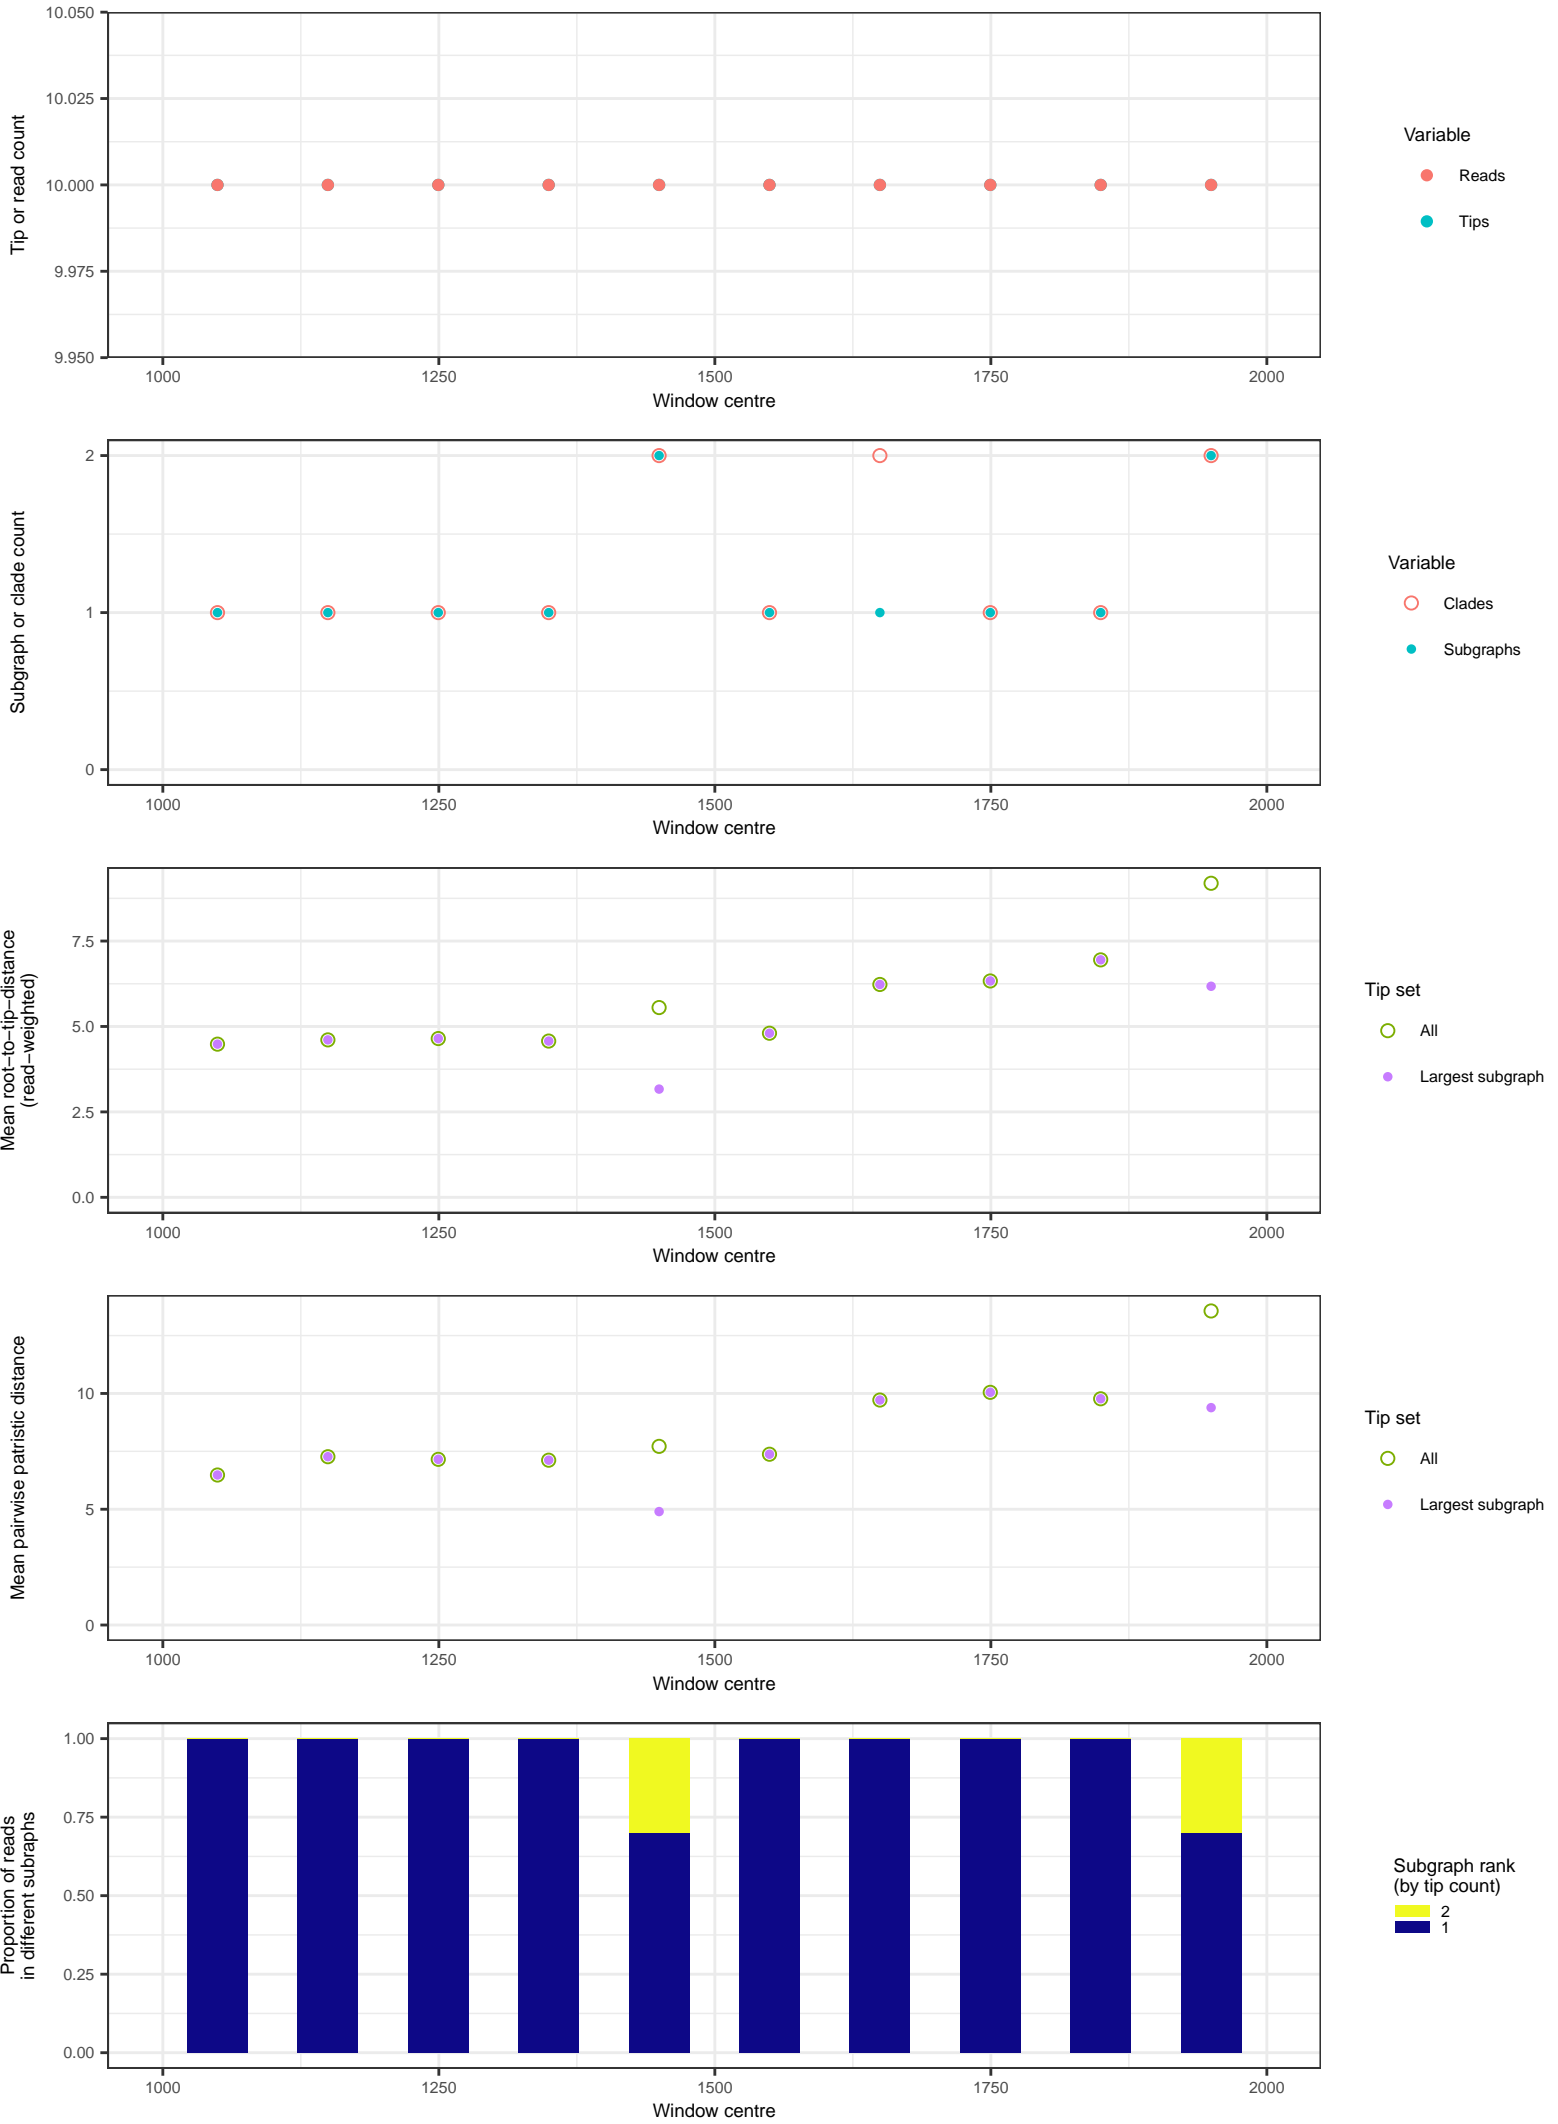 10.050
10.025
10.000
9.975
9.950
Tip or read count
1000 1250 1500 1750 2000
Window centre
Variable
Reads
Tips
2
1
0
Subgraph or clade count
1000 1250 1500 1750 2000
Window centre
Variable
Clades
Subgraphs
7.5
5.0
2.5
0.0
Mean root−to−tip−distance
(read−weighted)
1000 1250 1500 1750 2000
Window centre
Tip set
All
Largest subgraph
10
5
0
Mean pairwise patristic distance
1000 1250 1500 1750 2000
Window centre
Tip set
All
Largest subgraph
1.00
0.75
0.50
0.25
0.00
Proportion of reads
in different subraphs
1000 1250 1500 1750 2000
Window centre
Subgraph rank
(by tip count)
2
1